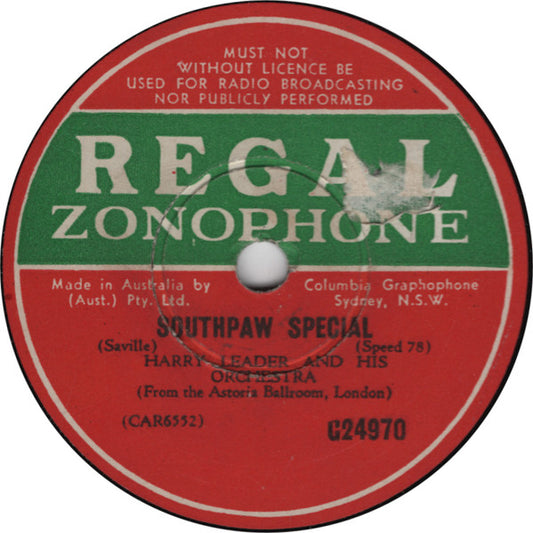 MUST NOT
WITHOUT LICENCE BE
USED FOR RADIO BROADCASTING
NOR PUBLICLY PERFORMED
REGAL
ZONOPHONE
Made in Australia by Columbia Graphophone
(Aust.) Pty. Ltd. Sydney, N.S.W.
SOUTHPAW SPECIAL
(Saville) (Speed 78)
HARRY LEADER AND HIS
ORCHESTRA
(From the Astoria Ballroom, London)
(CAR6552) G24970